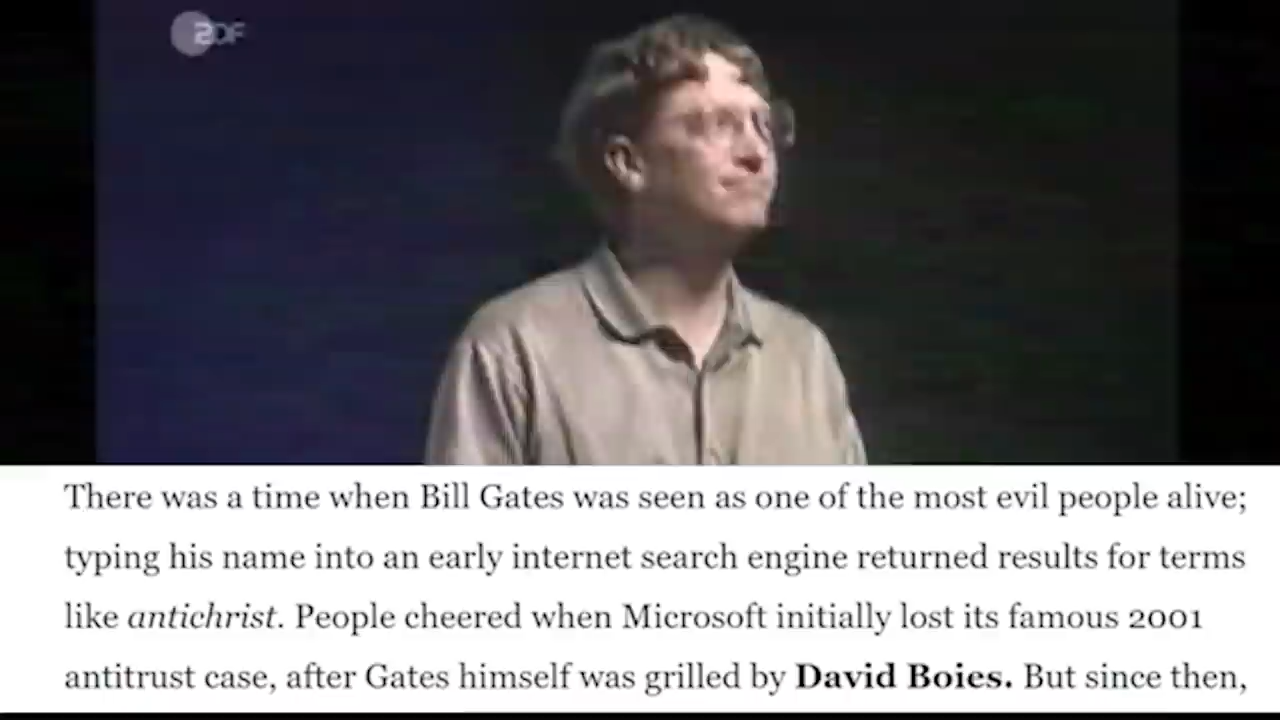 ZDF
There was a time when Bill Gates was seen as one of the most evil people alive;
typing his name into an early internet search engine returned results for terms
like antichrist. People cheered when Microsoft initially lost its famous 2001
antitrust case, after Gates himself was grilled by David Boies. But since then,